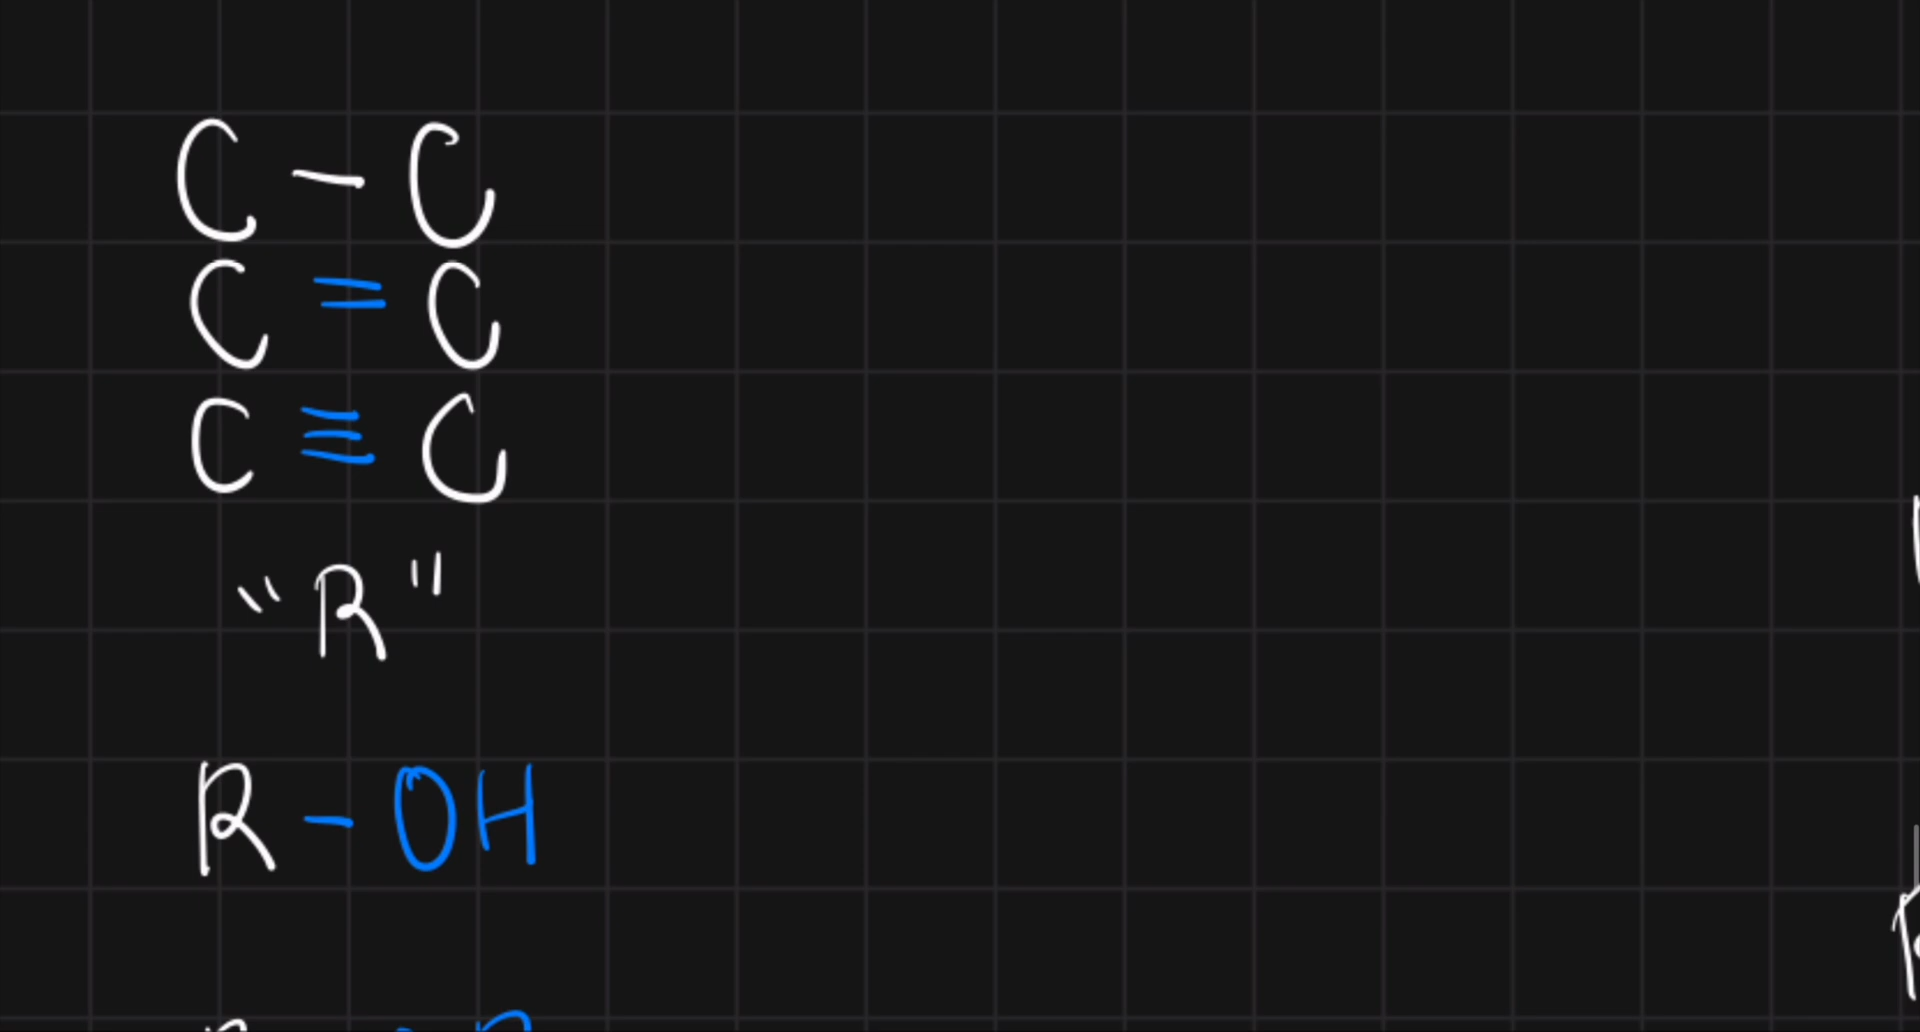 C - C
C = C
C ≡ C
"R"
R - OH